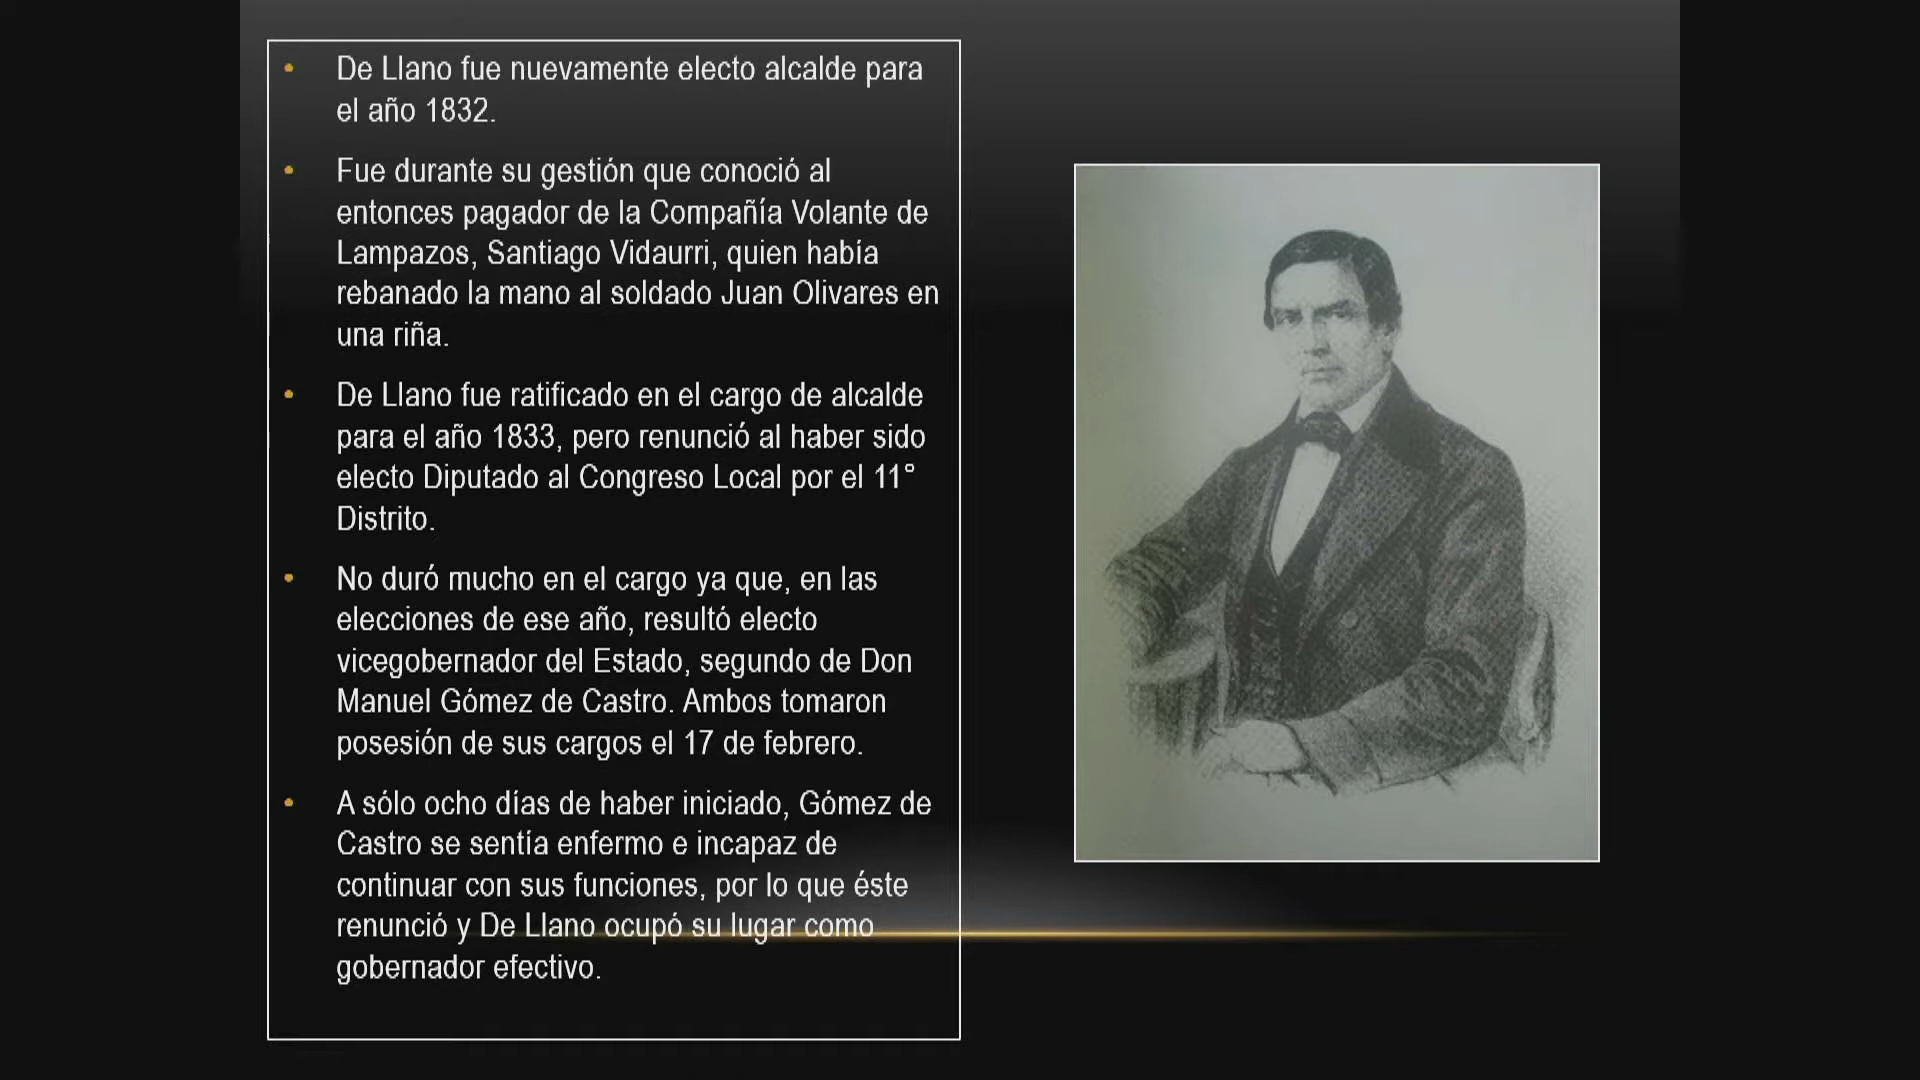 De Llano fue nuevamente electo alcalde para
el año 1832.
Fue durante su gestión que conoció al
entonces pagador de la Compañía Volante de
Lampazos, Santiago Vidaurri, quien había
rebanado la mano al soldado Juan Olivares en
una riña.
De Llano fue ratificado en el cargo de alcalde
para el año 1833, pero renunció al haber sido
electo Diputado al Congreso Local por el 11°
Distrito.
No duró mucho en el cargo ya que, en las
elecciones de ese año, resultó electo
vicegobernador del Estado, segundo de Don
Manuel Gómez de Castro. Ambos tomaron
posesión de sus cargos el 17 de febrero.
A sólo ocho días de haber iniciado, Gómez de
Castro se sentía enfermo e incapaz de
continuar con sus funciones, por lo que éste
renunció y De Llano ocupó su lugar como
gobernador efectivo.